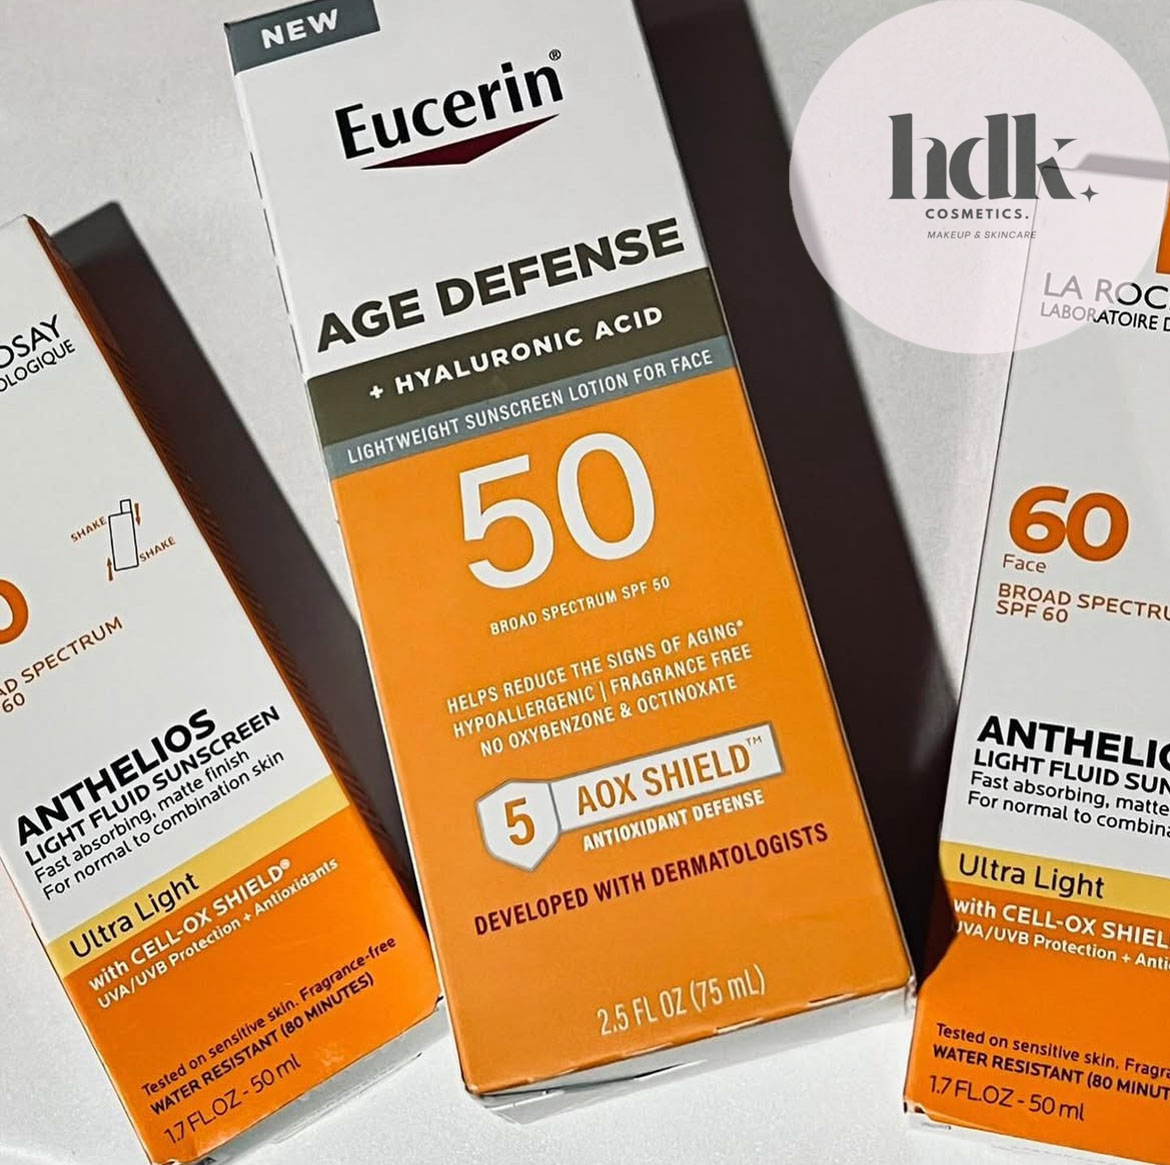 NEW
Eucerin®
AGE DEFENSE
+ HYALURONIC ACID
LIGHTWEIGHT SUNSCREEN LOTION FOR FACE
50
BROAD SPECTRUM SPF 50
HELPS REDUCE THE SIGNS OF AGING*
HYPOALLERGENIC | FRAGRANCE FREE
NO OXYBENZONE & OCTINOXATE
5 AOX SHIELD™
ANTIOXIDANT DEFENSE
DEVELOPED WITH DERMATOLOGISTS
2.5 FL OZ (75 mL)
OSAY
OLOGIQUE
SHAKE
SHAKE
0
AD SPECTRUM
60
ANTHELIOS
LIGHT FLUID SUNSCREEN
Fast absorbing, matte finish
For normal to combination skin
Ultra Light
with CELL-OX SHIELD®
UVA/UVB Protection + Antioxidants
Tested on sensitive skin. Fragrance-free
WATER RESISTANT (80 MINUTES)
1.7 FL.OZ - 50 ml
hdk.
COSMETICS.
MAKEUP & SKINCARE
LA ROC
LABORATOIRE D
60
Face
BROAD SPECTRU
SPF 60
ANTHELIO
LIGHT FLUID SUN
Fast absorbing, matte
For normal to combina
Ultra Light
with CELL-OX SHIEL
UVA/UVB Protection + Anti
Tested on sensitive skin. Fragra
WATER RESISTANT (80 MINUT
1.7 FL.OZ - 50 ml